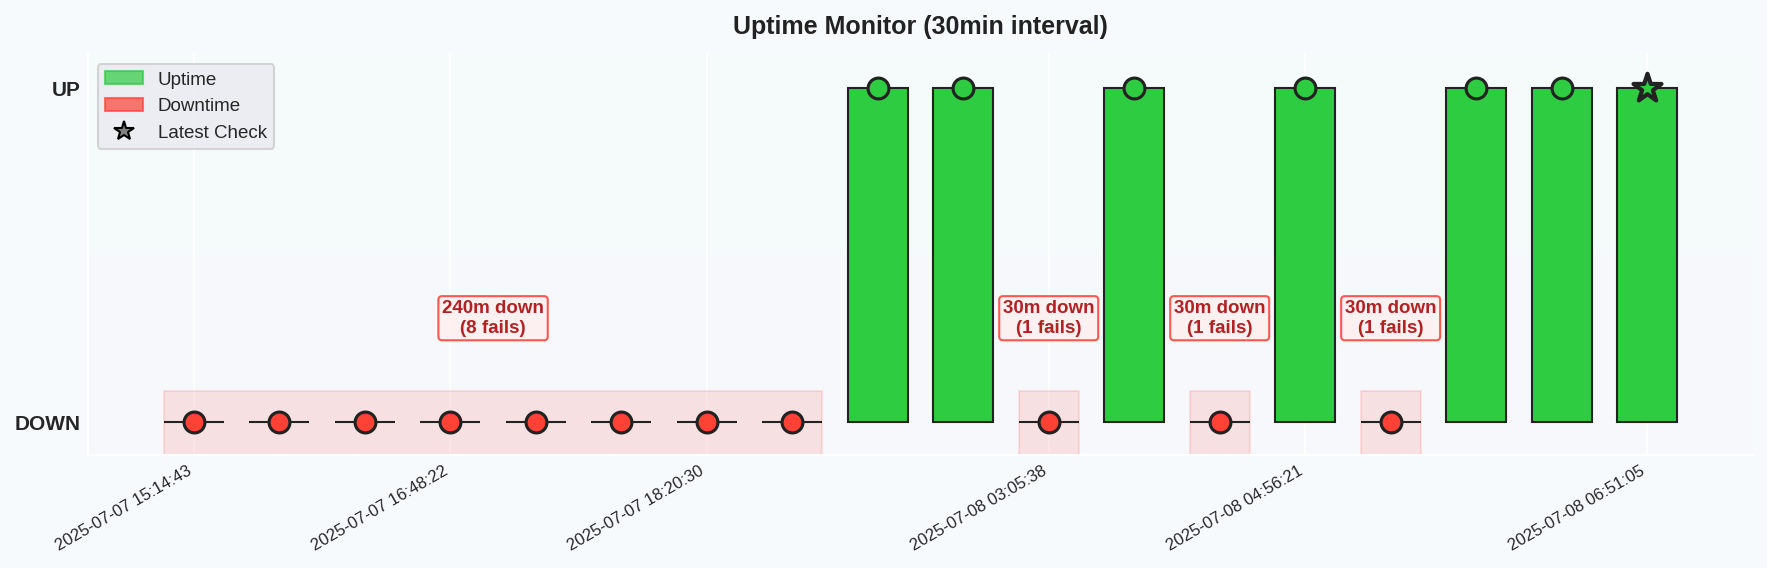 Uptime Monitor (30min interval)
UP
Uptime
Downtime
Latest Check
240m down
(8 fails)
30m down
(1 fails)
30m down
(1 fails)
30m down
(1 fails)
DOWN
2025-07-07 15:14:43
2025-07-07 16:48:22
2025-07-07 18:20:30
2025-07-08 03:05:38
2025-07-08 04:56:21
2025-07-08 06:51:05